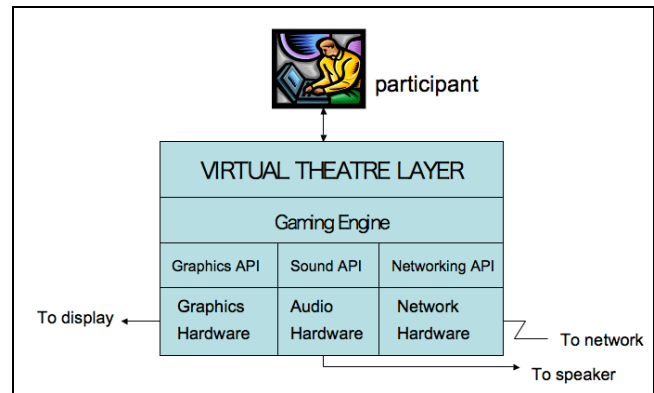 participant
VIRTUAL THEATRE LAYER
Gaming Engine
Graphics API
Sound API
Networking API
Graphics
Hardware
Audio
Hardware
Network
Hardware
To display
To network
To speaker